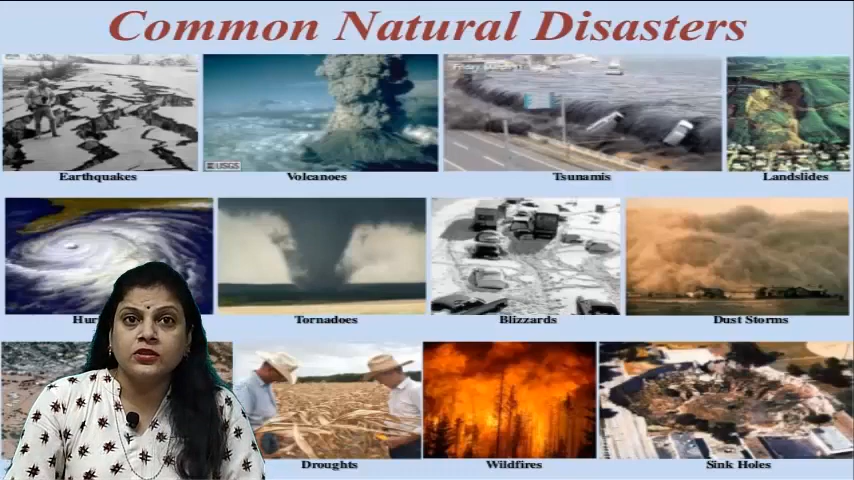 Common Natural Disasters
USGS
Earthquakes
Volcanoes
Tsunamis
Landslides
Tornadoes
Blizzards
Dust Storms
Droughts
Wildfires
Sink Holes